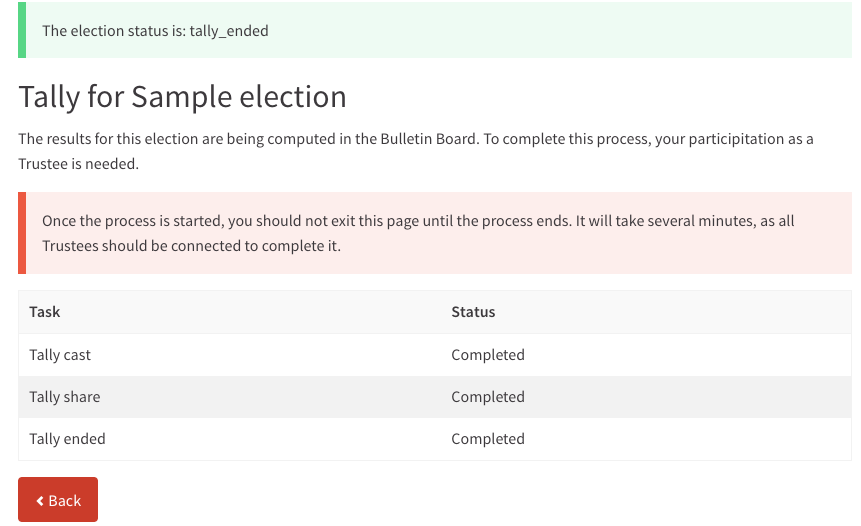 The election status is: tally_ended
Tally for Sample election
The results for this election are being computed in the Bulletin Board. To complete this process, your participitation as a
Trustee is needed.
Once the process is started, you should not exit this page until the process ends. It will take several minutes, as all
Trustees should be connected to complete it.
Task Status
Tally cast Completed
Tally share Completed
Tally ended Completed
Back